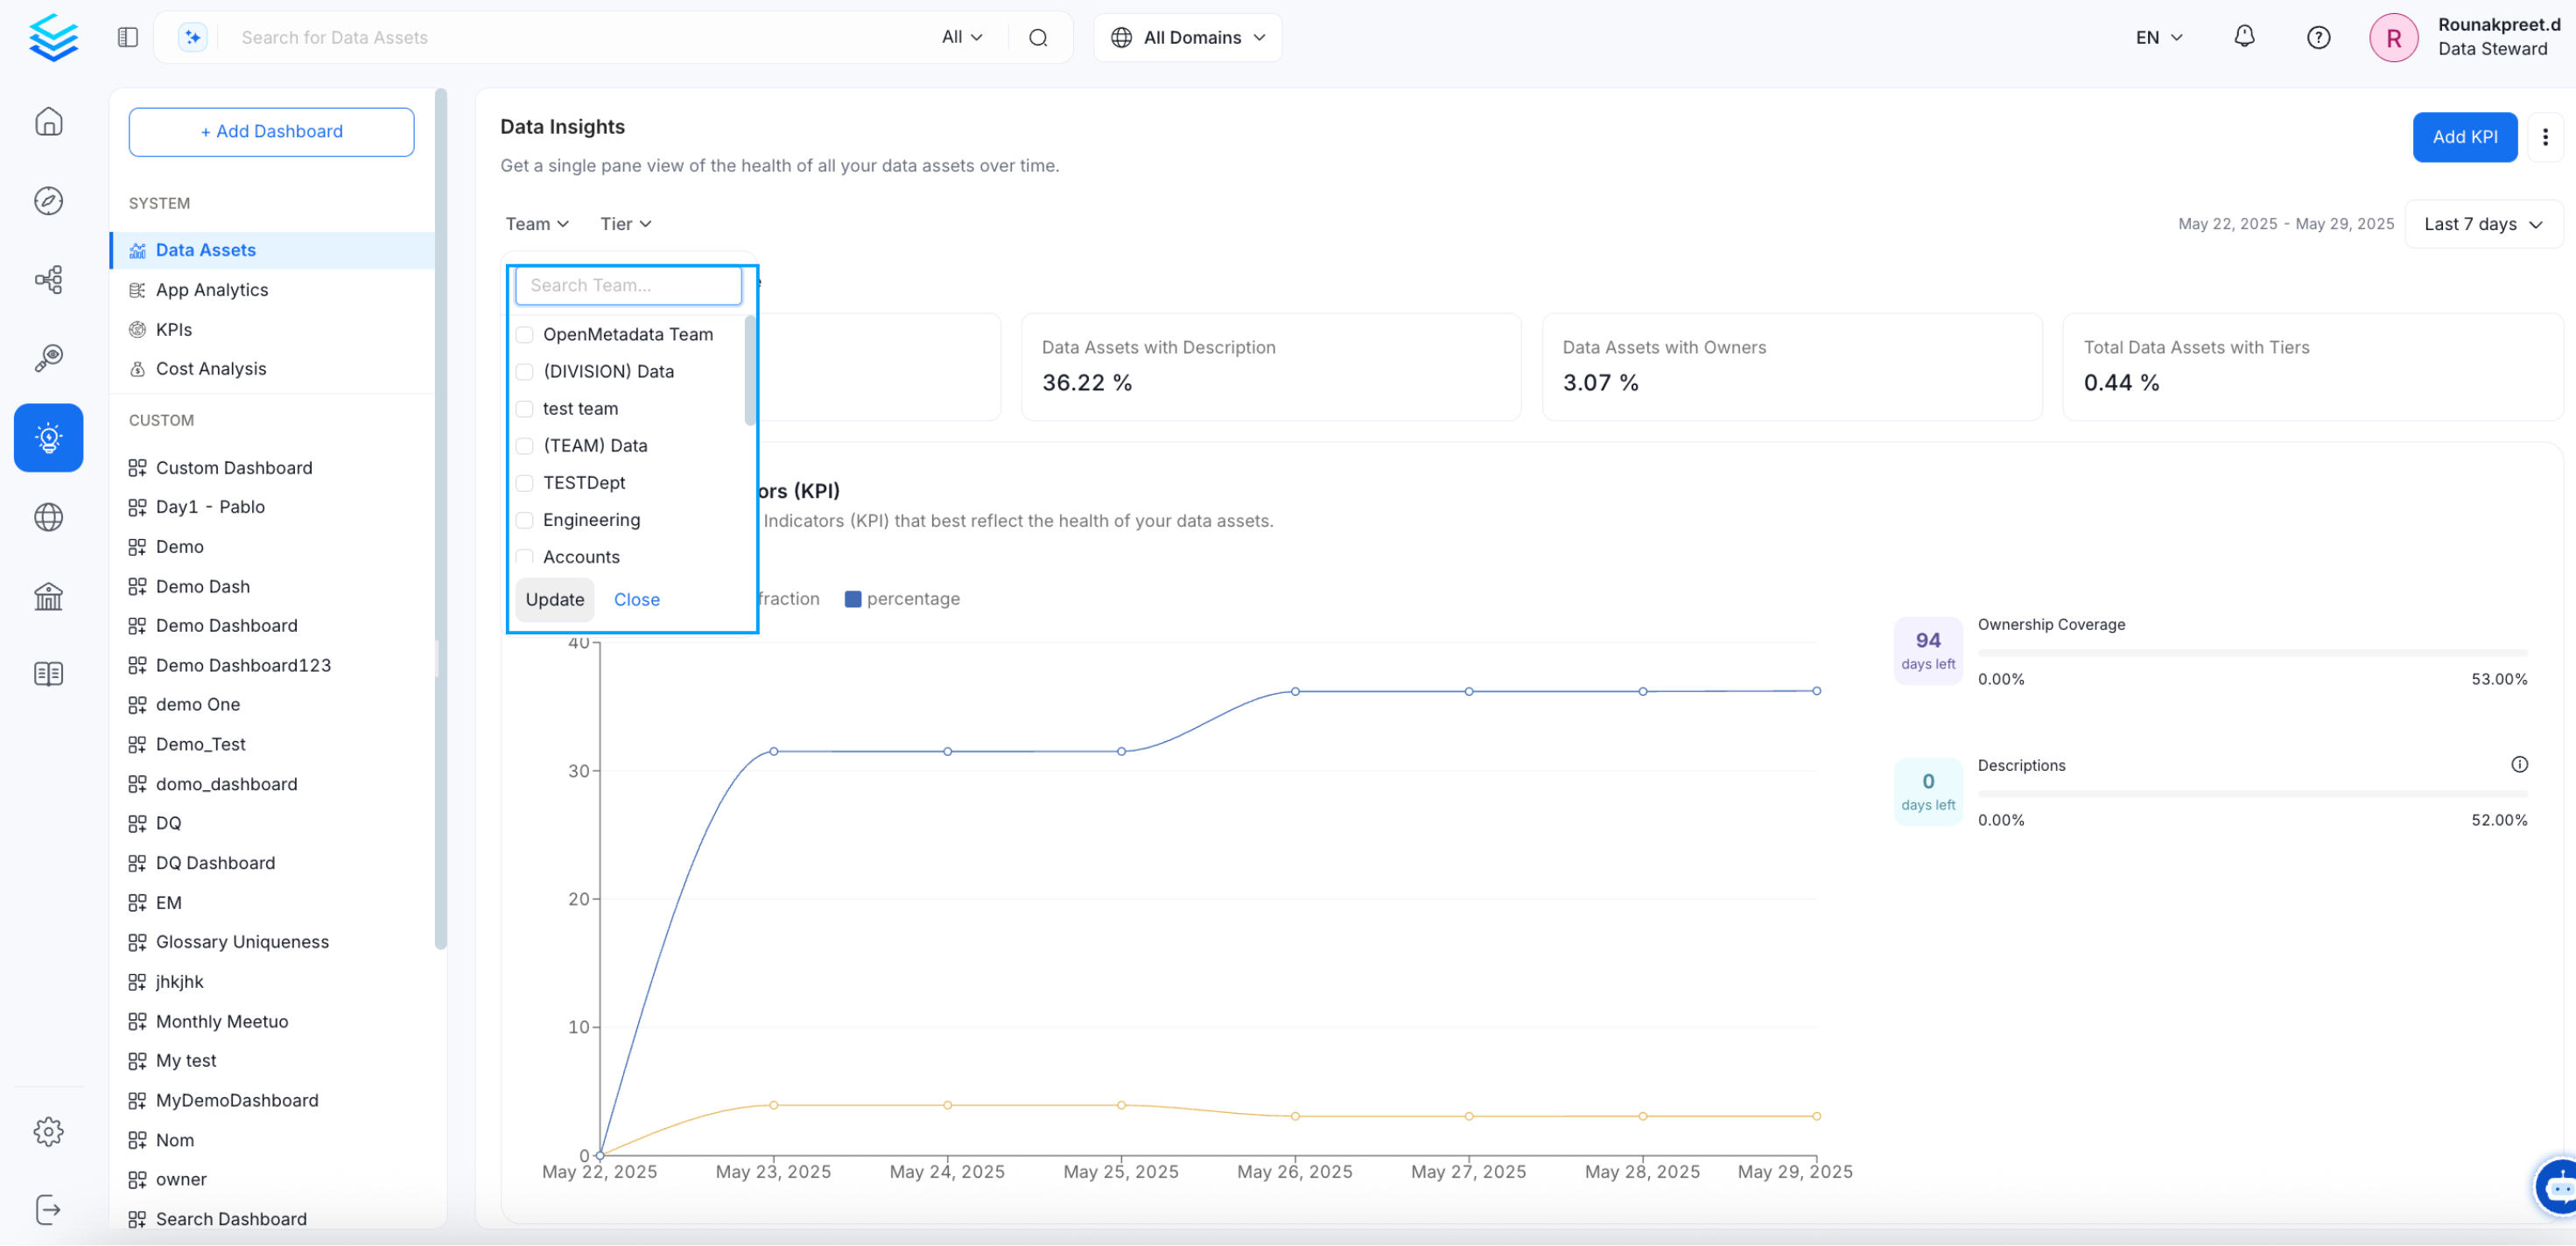 Search for Data Assets
All
All Domains
EN
R
Rounakpreet.d
Data Steward
+ Add Dashboard
SYSTEM
Data Assets
App Analytics
KPIs
Cost Analysis
CUSTOM
Custom Dashboard
Day1 - Pablo
Demo
Demo Dash
Demo Dashboard
Demo Dashboard123
demo One
Demo_Test
domo_dashboard
DQ
DQ Dashboard
EM
Glossary Uniqueness
jhkjhk
Monthly Meetuo
My test
MyDemoDashboard
Nom
owner
Search Dashboard
Data Insights
Get a single pane view of the health of all your data assets over time.
Add KPI
Team
Tier
May 22, 2025 - May 29, 2025
Last 7 days
Search Team...
OpenMetadata Team
(DIVISION) Data
test team
(TEAM) Data
TESTDept
Engineering
Accounts
Update
Close
Data Assets with Description
36.22 %
Data Assets with Owners
3.07 %
Total Data Assets with Tiers
0.44 %
ors (KPI)
Indicators (KPI) that best reflect the health of your data assets.
fraction
percentage
40
30
20
10
0
May 22, 2025
May 23, 2025
May 24, 2025
May 25, 2025
May 26, 2025
May 27, 2025
May 28, 2025
May 29, 2025
94
days left
Ownership Coverage
0.00%
53.00%
0
days left
Descriptions
0.00%
52.00%